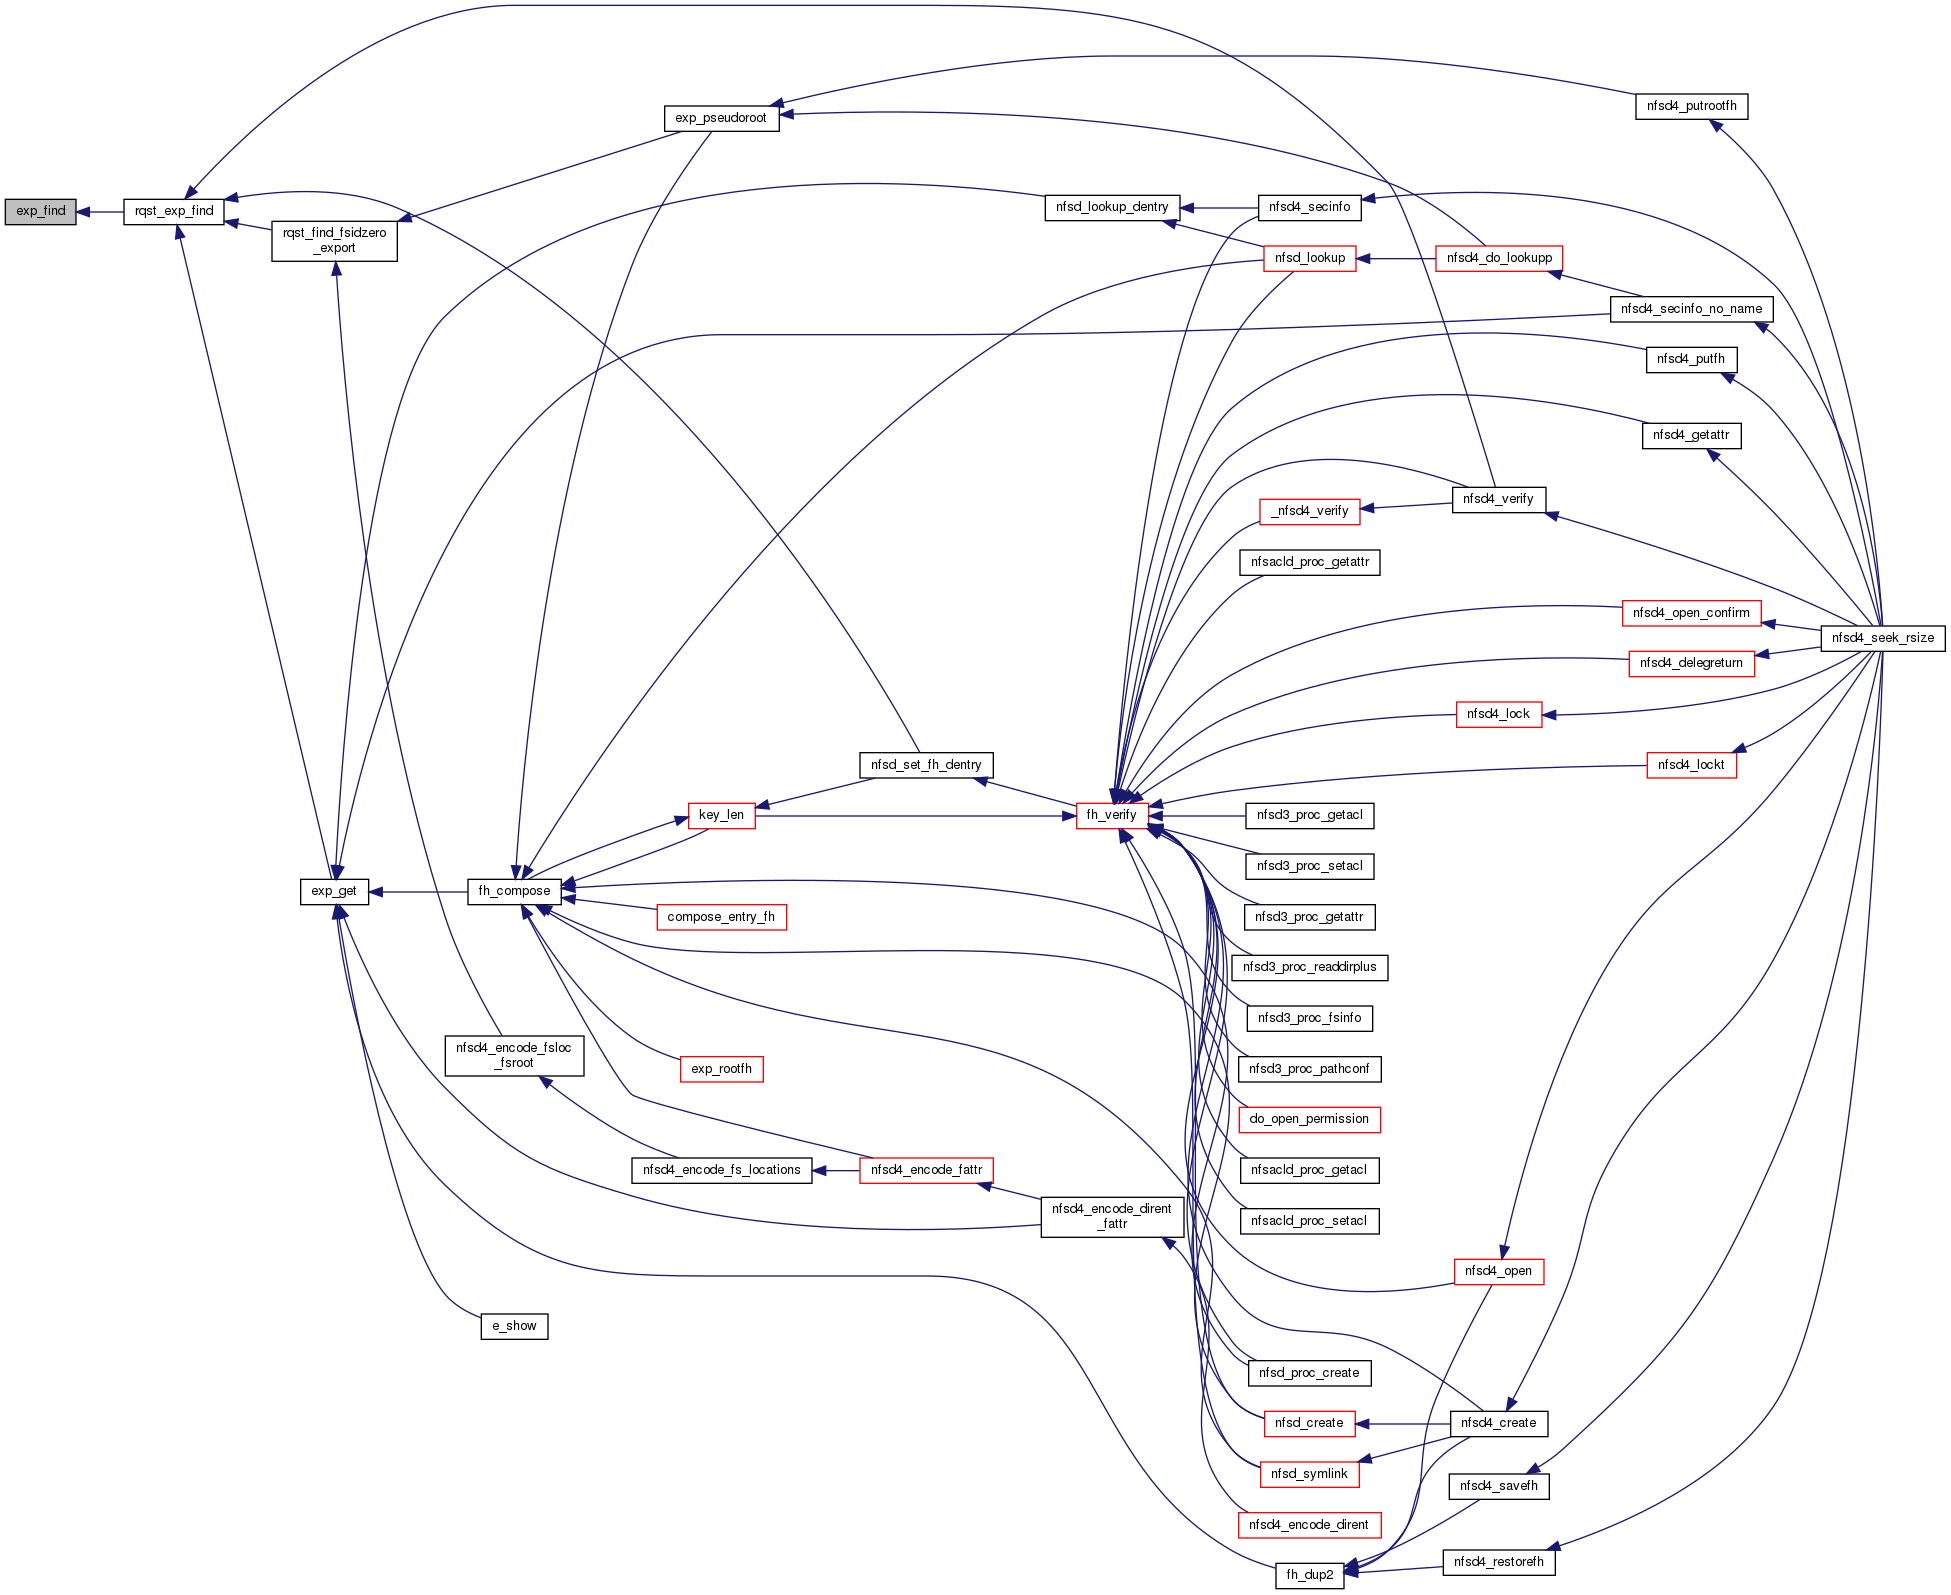 exp_find
rqst_exp_find
rqst_find_fsidzero
_export
exp_pseudoroot
nfsd4_putrootfh
nfsd_lookup_dentry
nfsd4_secinfo
nfsd_lookup
nfsd4_do_lookupp
nfsd4_secinfo_no_name
nfsd4_putfh
nfsd4_getattr
nfsd4_verify
_nfsd4_verify
nfsacld_proc_getattr
nfsd4_open_confirm
nfsd4_seek_rsize
nfsd4_delegreturn
nfsd4_lock
nfsd4_lockt
nfsd_set_fh_dentry
key_len
fh_verify
nfsd3_proc_getacl
nfsd3_proc_setacl
exp_get
fh_compose
compose_entry_fh
nfsd3_proc_getattr
nfsd3_proc_readdirplus
nfsd3_proc_fsinfo
nfsd4_encode_fsloc
_fsroot
exp_rootfh
nfsd3_proc_pathconf
do_open_permission
nfsd4_encode_fs_locations
nfsd4_encode_fattr
nfsacld_proc_getacl
nfsd4_encode_dirent
_fattr
nfsacld_proc_setacl
nfsd4_open
e_show
nfsd_proc_create
nfsd_create
nfsd4_create
nfsd_symlink
nfsd4_savefh
nfsd4_encode_dirent
nfsd4_restorefh
fh_dup2